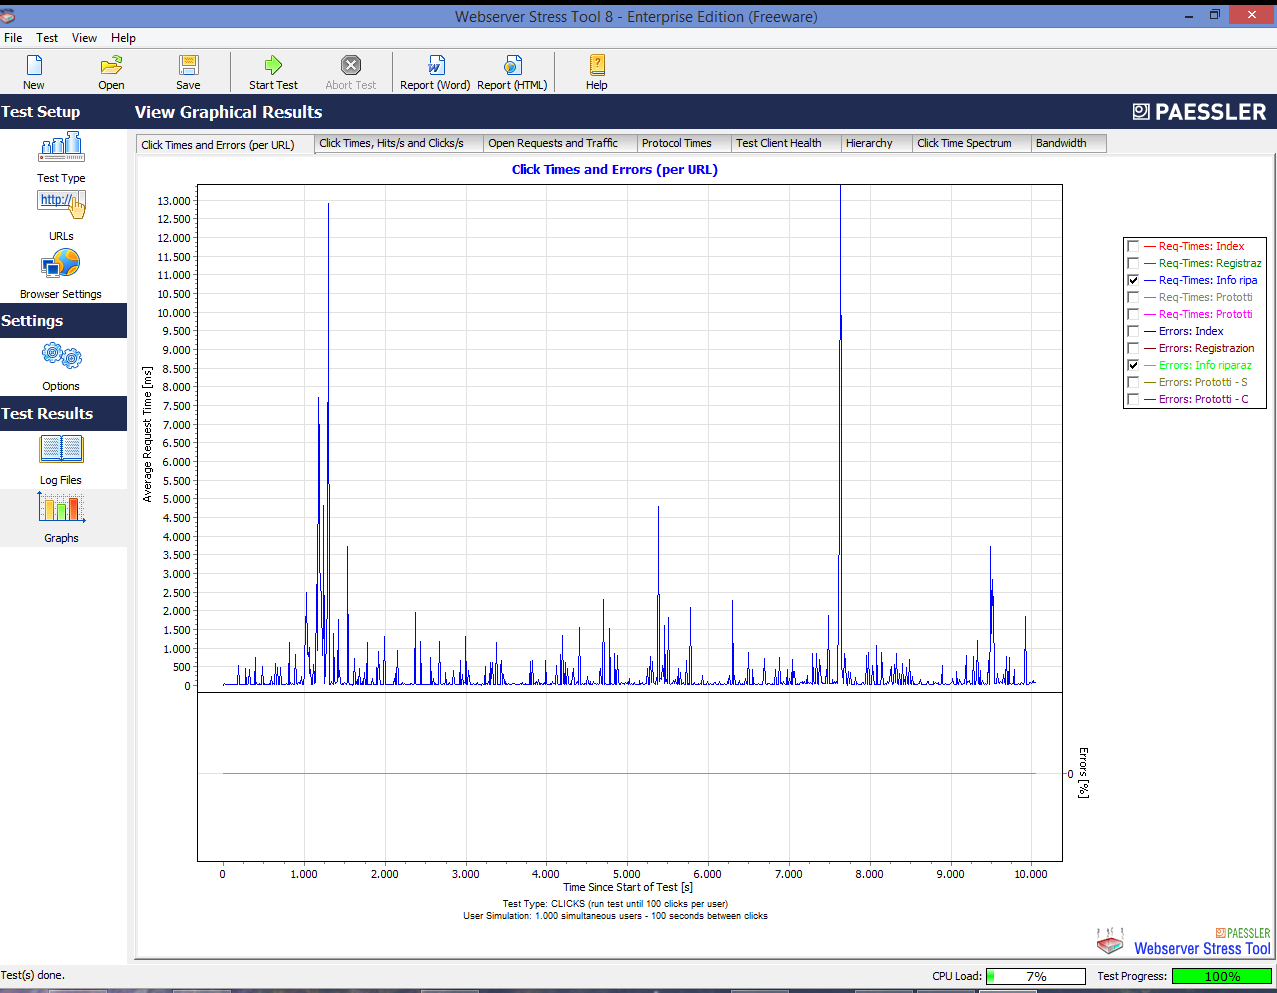 Webserver Stress Tool 8 - Enterprise Edition (Freeware)
File Test View Help
New Open Save Start Test Abort Test Report (Word) Report (HTML) Help
Test Setup
View Graphical Results
PAESSLER
Test Type
http://
URLs
Browser Settings
Settings
Options
Test Results
Log Files
Graphs
Click Times and Errors (per URL) Click Times, Hits/s and Clicks/s Open Requests and Traffic Protocol Times Test Client Health Hierarchy Click Time Spectrum Bandwidth
Click Times and Errors (per URL)
13.000
12.500
12.000
11.500
11.000
10.500
10.000
9.500
9.000
8.500
8.000
7.500
7.000
6.500
6.000
5.500
5.000
4.500
4.000
3.500
3.000
2.500
2.000
1.500
1.000
500
0
Average Request Time [ms]
Req-Times: Index
Req-Times: Registraz
Req-Times: Info ripa
Req-Times: Prototti
Req-Times: Prototti
Errors: Index
Errors: Registrazion
Errors: Info riparaz
Errors: Prototti - S
Errors: Prototti - C
0
Errors [%]
0 1.000 2.000 3.000 4.000 5.000 6.000 7.000 8.000 9.000 10.000
Time Since Start of Test [s]
Test Type: CLICKS (run test until 100 clicks per user)
User Simulation: 1.000 simultaneous users - 100 seconds between clicks
PAESSLER
Webserver Stress Tool
Test(s) done.
CPU Load: 7% Test Progress: 100%